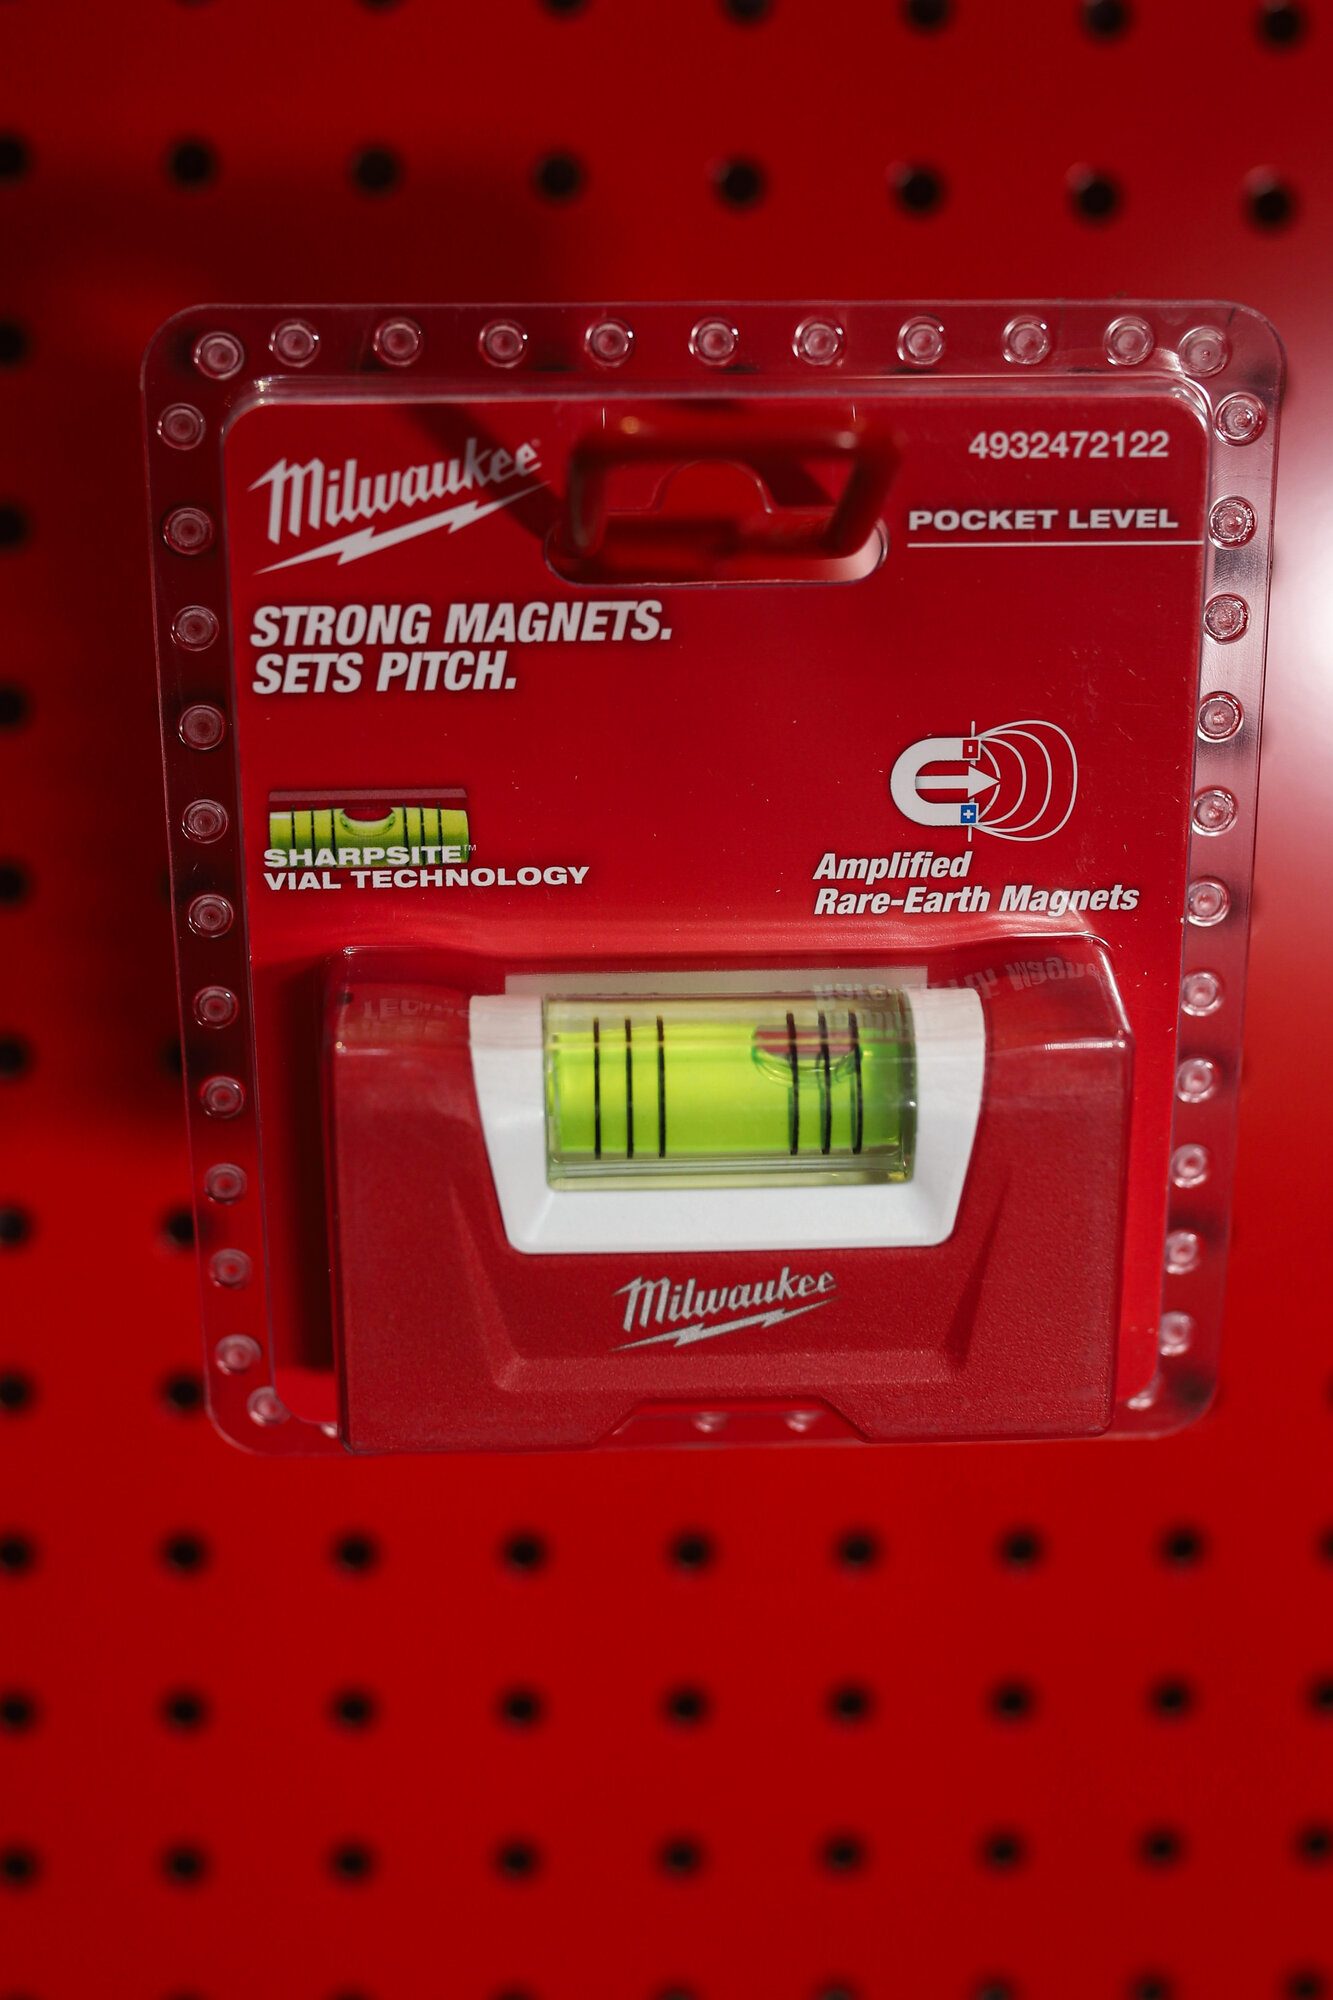 Milwaukee®
4932472122
POCKET LEVEL
STRONG MAGNETS.
SETS PITCH.
SHARPSITE™
VIAL TECHNOLOGY
Amplified
Rare-Earth Magnets
Milwaukee